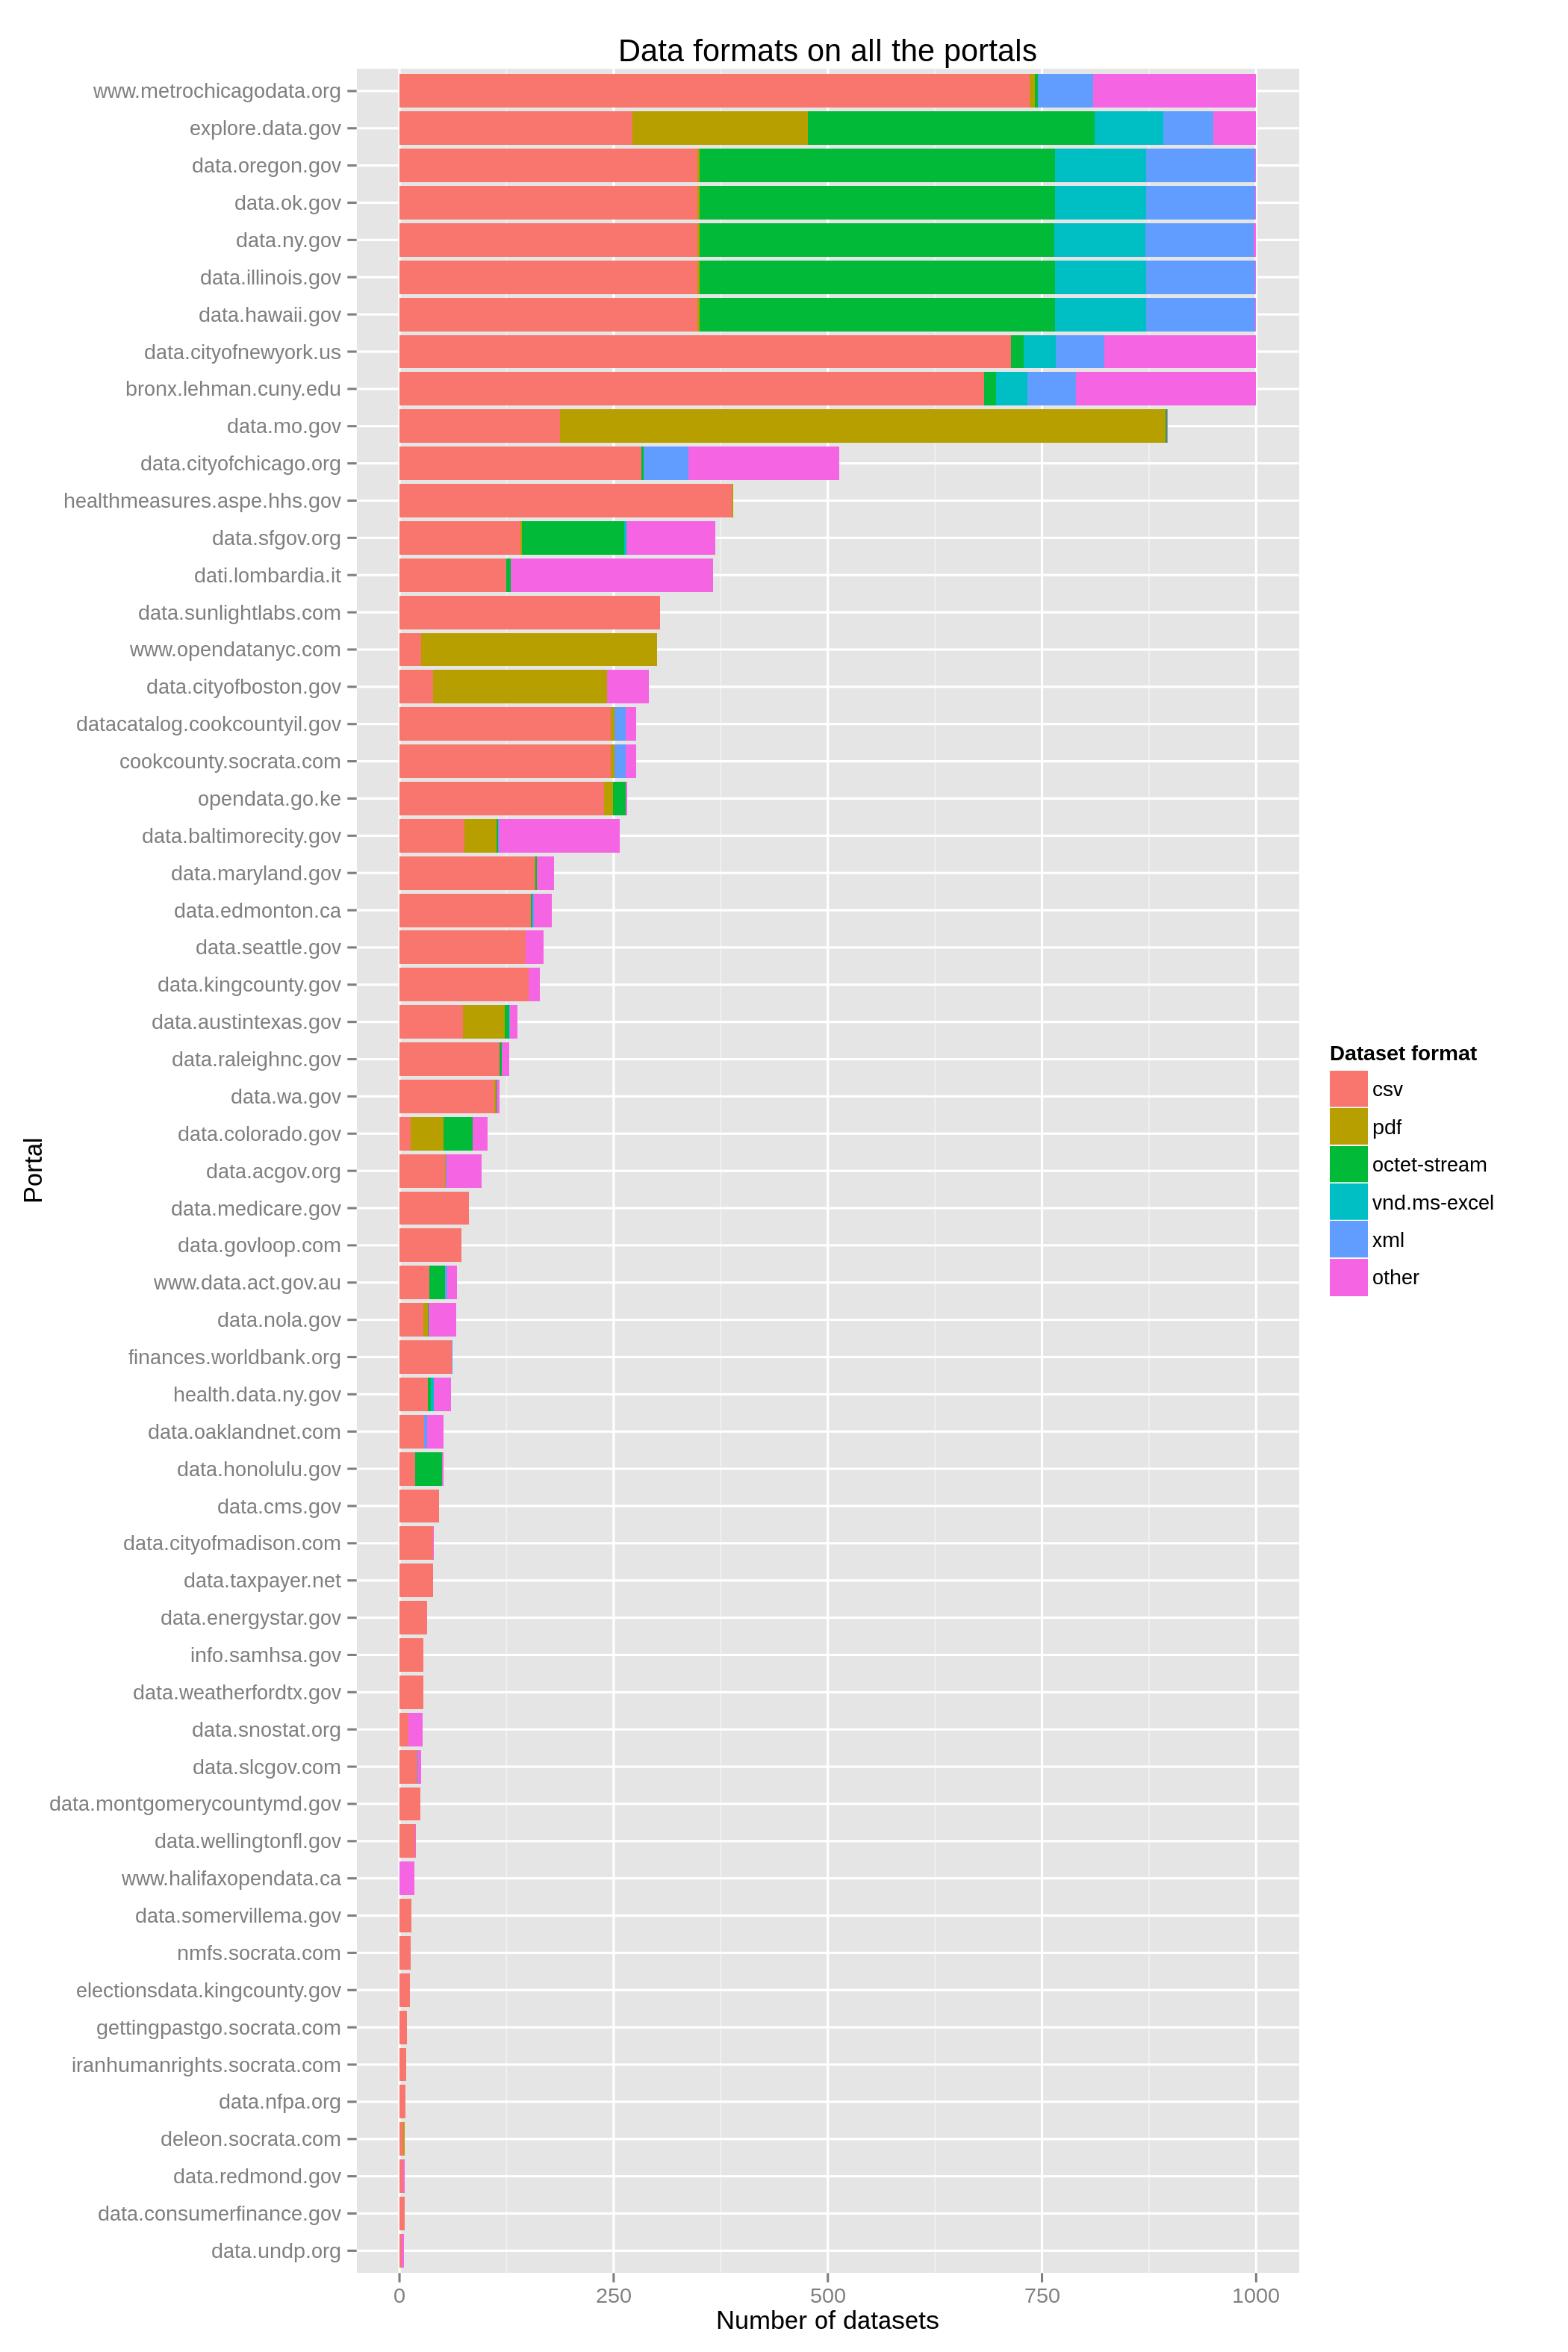 Data formats on all the portals
www.metrochicagodata.org
explore.data.gov
data.oregon.gov
data.ok.gov
data.ny.gov
data.illinois.gov
data.hawaii.gov
data.cityofnewyork.us
bronx.lehman.cuny.edu
data.mo.gov
data.cityofchicago.org
healthmeasures.aspe.hhs.gov
data.sfgov.org
dati.lombardia.it
data.sunlightlabs.com
www.opendatanyc.com
data.cityofboston.gov
datacatalog.cookcountyil.gov
cookcounty.socrata.com
opendata.go.ke
data.baltimorecity.gov
data.maryland.gov
data.edmonton.ca
data.seattle.gov
data.kingcounty.gov
data.austintexas.gov
data.raleighnc.gov
data.wa.gov
data.colorado.gov
data.acgov.org
data.medicare.gov
data.govloop.com
www.data.act.gov.au
data.nola.gov
finances.worldbank.org
health.data.ny.gov
data.oaklandnet.com
data.honolulu.gov
data.cms.gov
data.cityofmadison.com
data.taxpayer.net
data.energystar.gov
info.samhsa.gov
data.weatherfordtx.gov
data.snostat.org
data.slcgov.com
data.montgomerycountymd.gov
data.wellingtonfl.gov
www.halifaxopendata.ca
data.somervillema.gov
nmfs.socrata.com
electionsdata.kingcounty.gov
gettingpastgo.socrata.com
iranhumanrights.socrata.com
data.nfpa.org
deleon.socrata.com
data.redmond.gov
data.consumerfinance.gov
data.undp.org
Portal
0 250 500 750 1000
Number of datasets
Dataset format
csv
pdf
octet-stream
vnd.ms-excel
xml
other